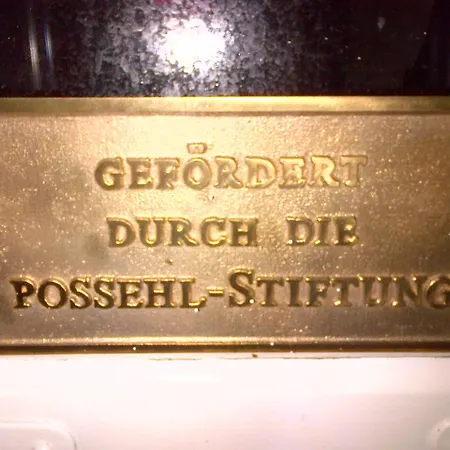 GEFÖRDERT
DURCH DIE
POSSEHL-STIFTUNG